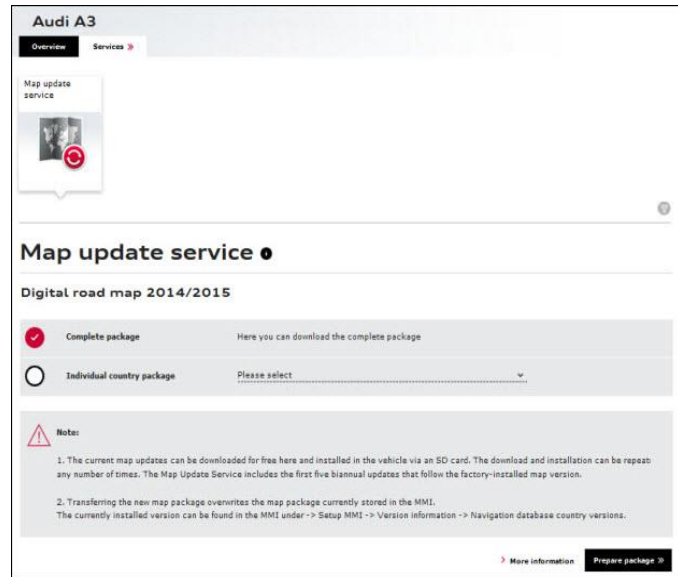 Audi A3
Overview Services »
Map update
service
Map update service
Digital road map 2014/2015
Complete package Here you can download the complete package
Individual country package Please select
Note:
1. The current map updates can be downloaded for free here and installed in the vehicle via an SD card. The download and installation can be repeat
any number of times. The Map Update Service includes the first five biannual updates that follow the factory-installed map version.
2. Transferring the new map package overwrites the map package currently stored in the MMI.
The currently installed version can be found in the MMI under -> Setup MMI -> Version information -> Navigation database country versions.
More information Prepare package »